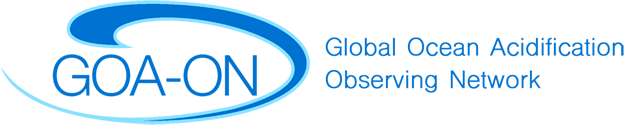 GOA-ON
Global Ocean Acidification
Observing Network